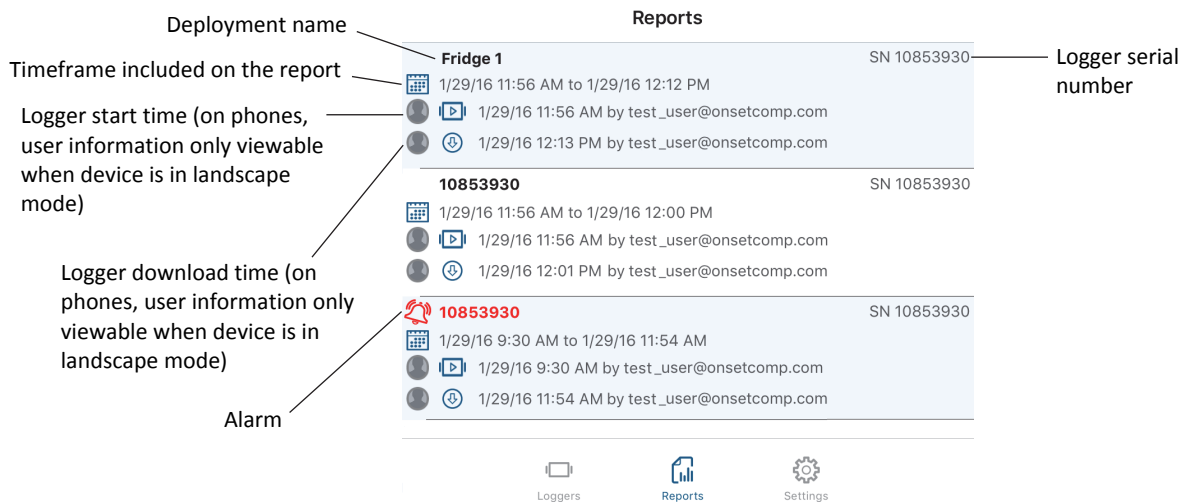 Reports
Deployment name
Fridge 1
SN 10853930
Logger serial
number
Timeframe included on the report
1/29/16 11:56 AM to 1/29/16 12:12 PM
Logger start time (on phones,
user information only viewable
when device is in landscape
mode)
1/29/16 11:56 AM by test_user@onsetcomp.com
1/29/16 12:13 PM by test_user@onsetcomp.com
10853930
SN 10853930
1/29/16 11:56 AM to 1/29/16 12:00 PM
1/29/16 11:56 AM by test_user@onsetcomp.com
1/29/16 12:01 PM by test_user@onsetcomp.com
Logger download time (on
phones, user information only
viewable when device is in
landscape mode)
10853930
SN 10853930
1/29/16 9:30 AM to 1/29/16 11:54 AM
1/29/16 9:30 AM by test_user@onsetcomp.com
1/29/16 11:54 AM by test_user@onsetcomp.com
Alarm
Loggers
Reports
Settings